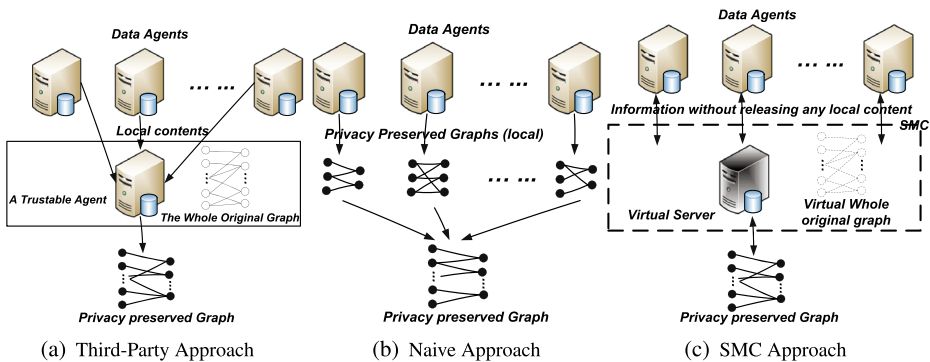 Data Agents
... ...
Local contents
A Trustable Agent
The Whole Original Graph
Privacy preserved Graph
(a) Third-Party Approach
Data Agents
... ...
Privacy Preserved Graphs (local)
... ...
Privacy preserved Graph
(b) Naive Approach
Data Agents
... ...
Information without releasing any local content
SMC
Virtual Server
Virtual Whole
original graph
Privacy preserved Graph
(c) SMC Approach